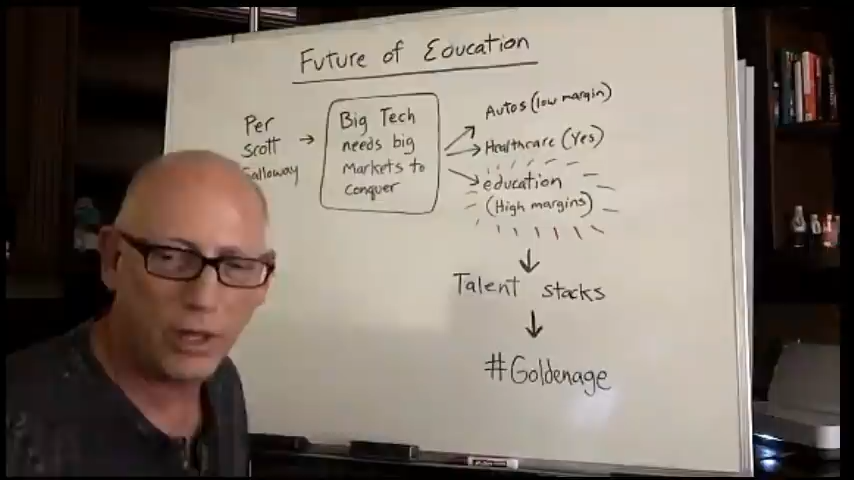 Future of Education
Per
Scott
Galloway
Big Tech
needs big
Markets to
Conquer
Autos (low margin)
Healthcare (Yes)
education
(High margins)
Talent stacks
#Goldenage